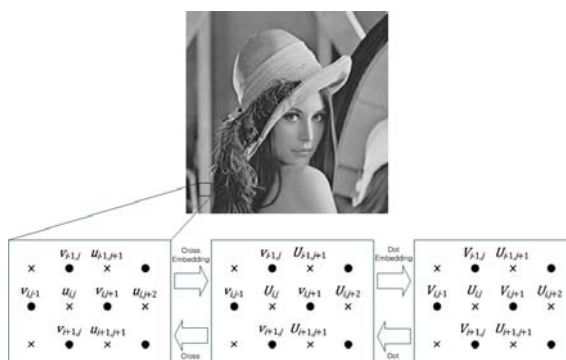 v_{i-1,j} u_{i-1,j+1}
v_{i,j-1} u_{i,j} v_{i,j+1} u_{i,j+2}
v_{i+1,j} u_{i+1,j+1}
Cross
Embedding
Cross
v_{i-1,j} U_{i-1,j+1}
v_{i,j-1} U_{i,j} v_{i,j+1} U_{i,j+2}
v_{i+1,j} U_{i+1,j+1}
Dot
Embedding
Dot
V_{i-1,j} U_{i-1,j+1}
V_{i,j-1} U_{i,j} V_{i,j+1} U_{i,j+2}
V_{i+1,j} U_{i+1,j+1}